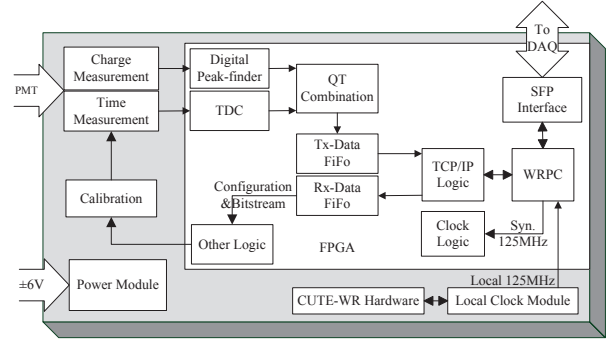 To
DAQ
Charge
Measurement
Digital
Peak-finder
QT
Combination
SFP
Interface
PMT
Time
Measurement
TDC
Tx-Data
FiFo
TCP/IP
Logic
WRPC
Calibration
Configuration
&Bitstream
Rx-Data
FiFo
Other Logic
FPGA
Clock
Logic
Syn.
125MHz
±6V
Power Module
Local 125MHz
CUTE-WR Hardware
Local Clock Module